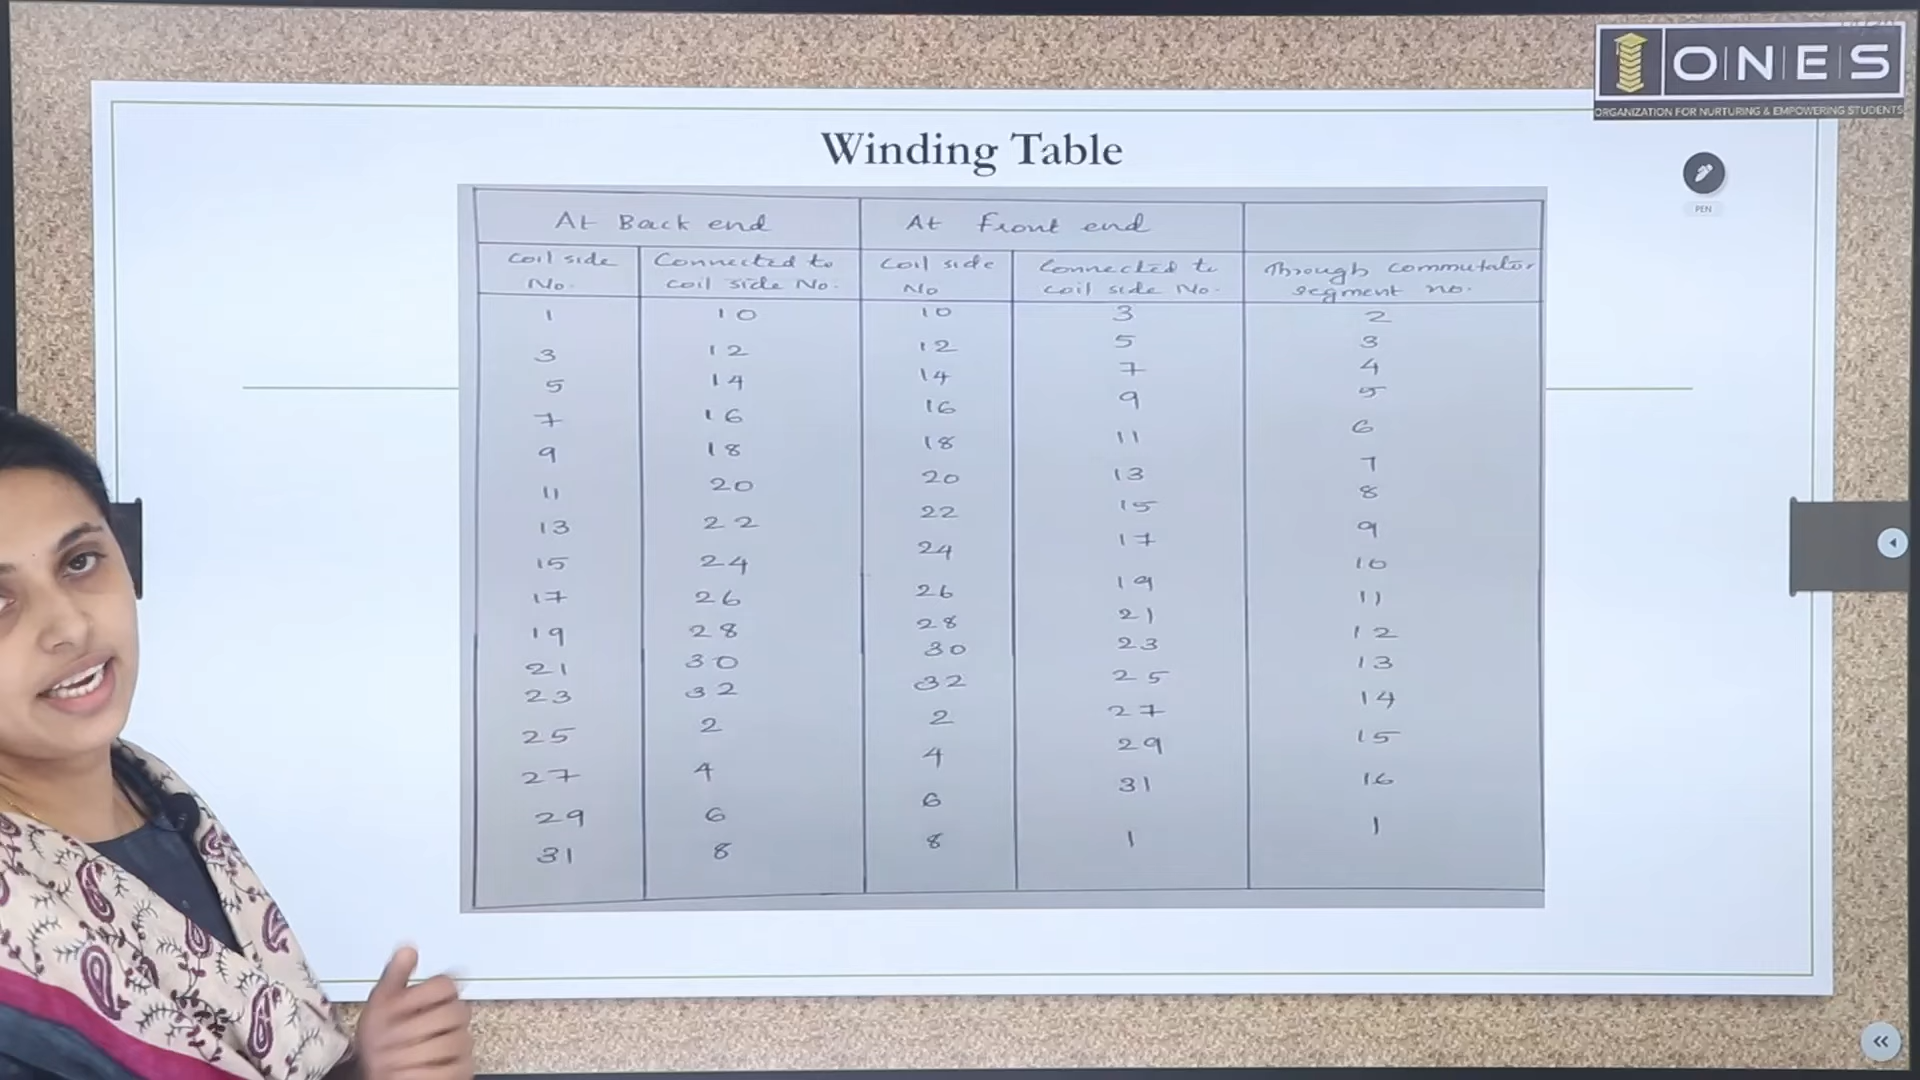 ONES
ORGANIZATION FOR NURTURING & EMPOWERING STUDENTS
Winding Table
PEN
At Back end At Front end
Coil side No. Connected to coil side No. Coil side No Connected to coil side No. Through commutator segment no.
1 10 10 3 2
3 12 12 5 3
5 14 14 7 4
7 16 16 9 5
9 18 18 11 6
11 20 20 13 7
13 22 22 15 8
15 24 24 17 9
17 26 26 19 10
19 28 28 21 11
21 30 30 23 12
23 32 32 25 13
25 2 2 27 14
27 4 4 29 15
29 6 6 31 16
31 8 8 1 1